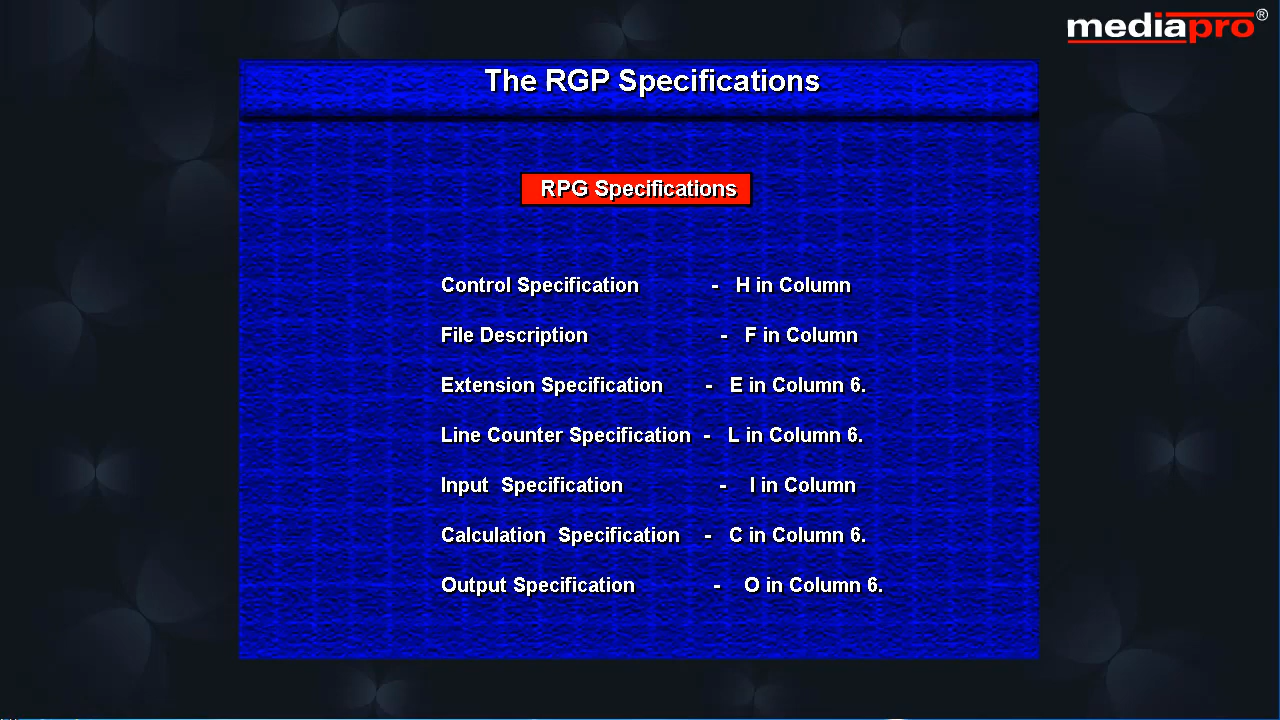 mediapro®
The RGP Specifications
RPG Specifications
Control Specification - H in Column
File Description - F in Column
Extension Specification - E in Column 6.
Line Counter Specification - L in Column 6.
Input Specification - I in Column
Calculation Specification - C in Column 6.
Output Specification - O in Column 6.